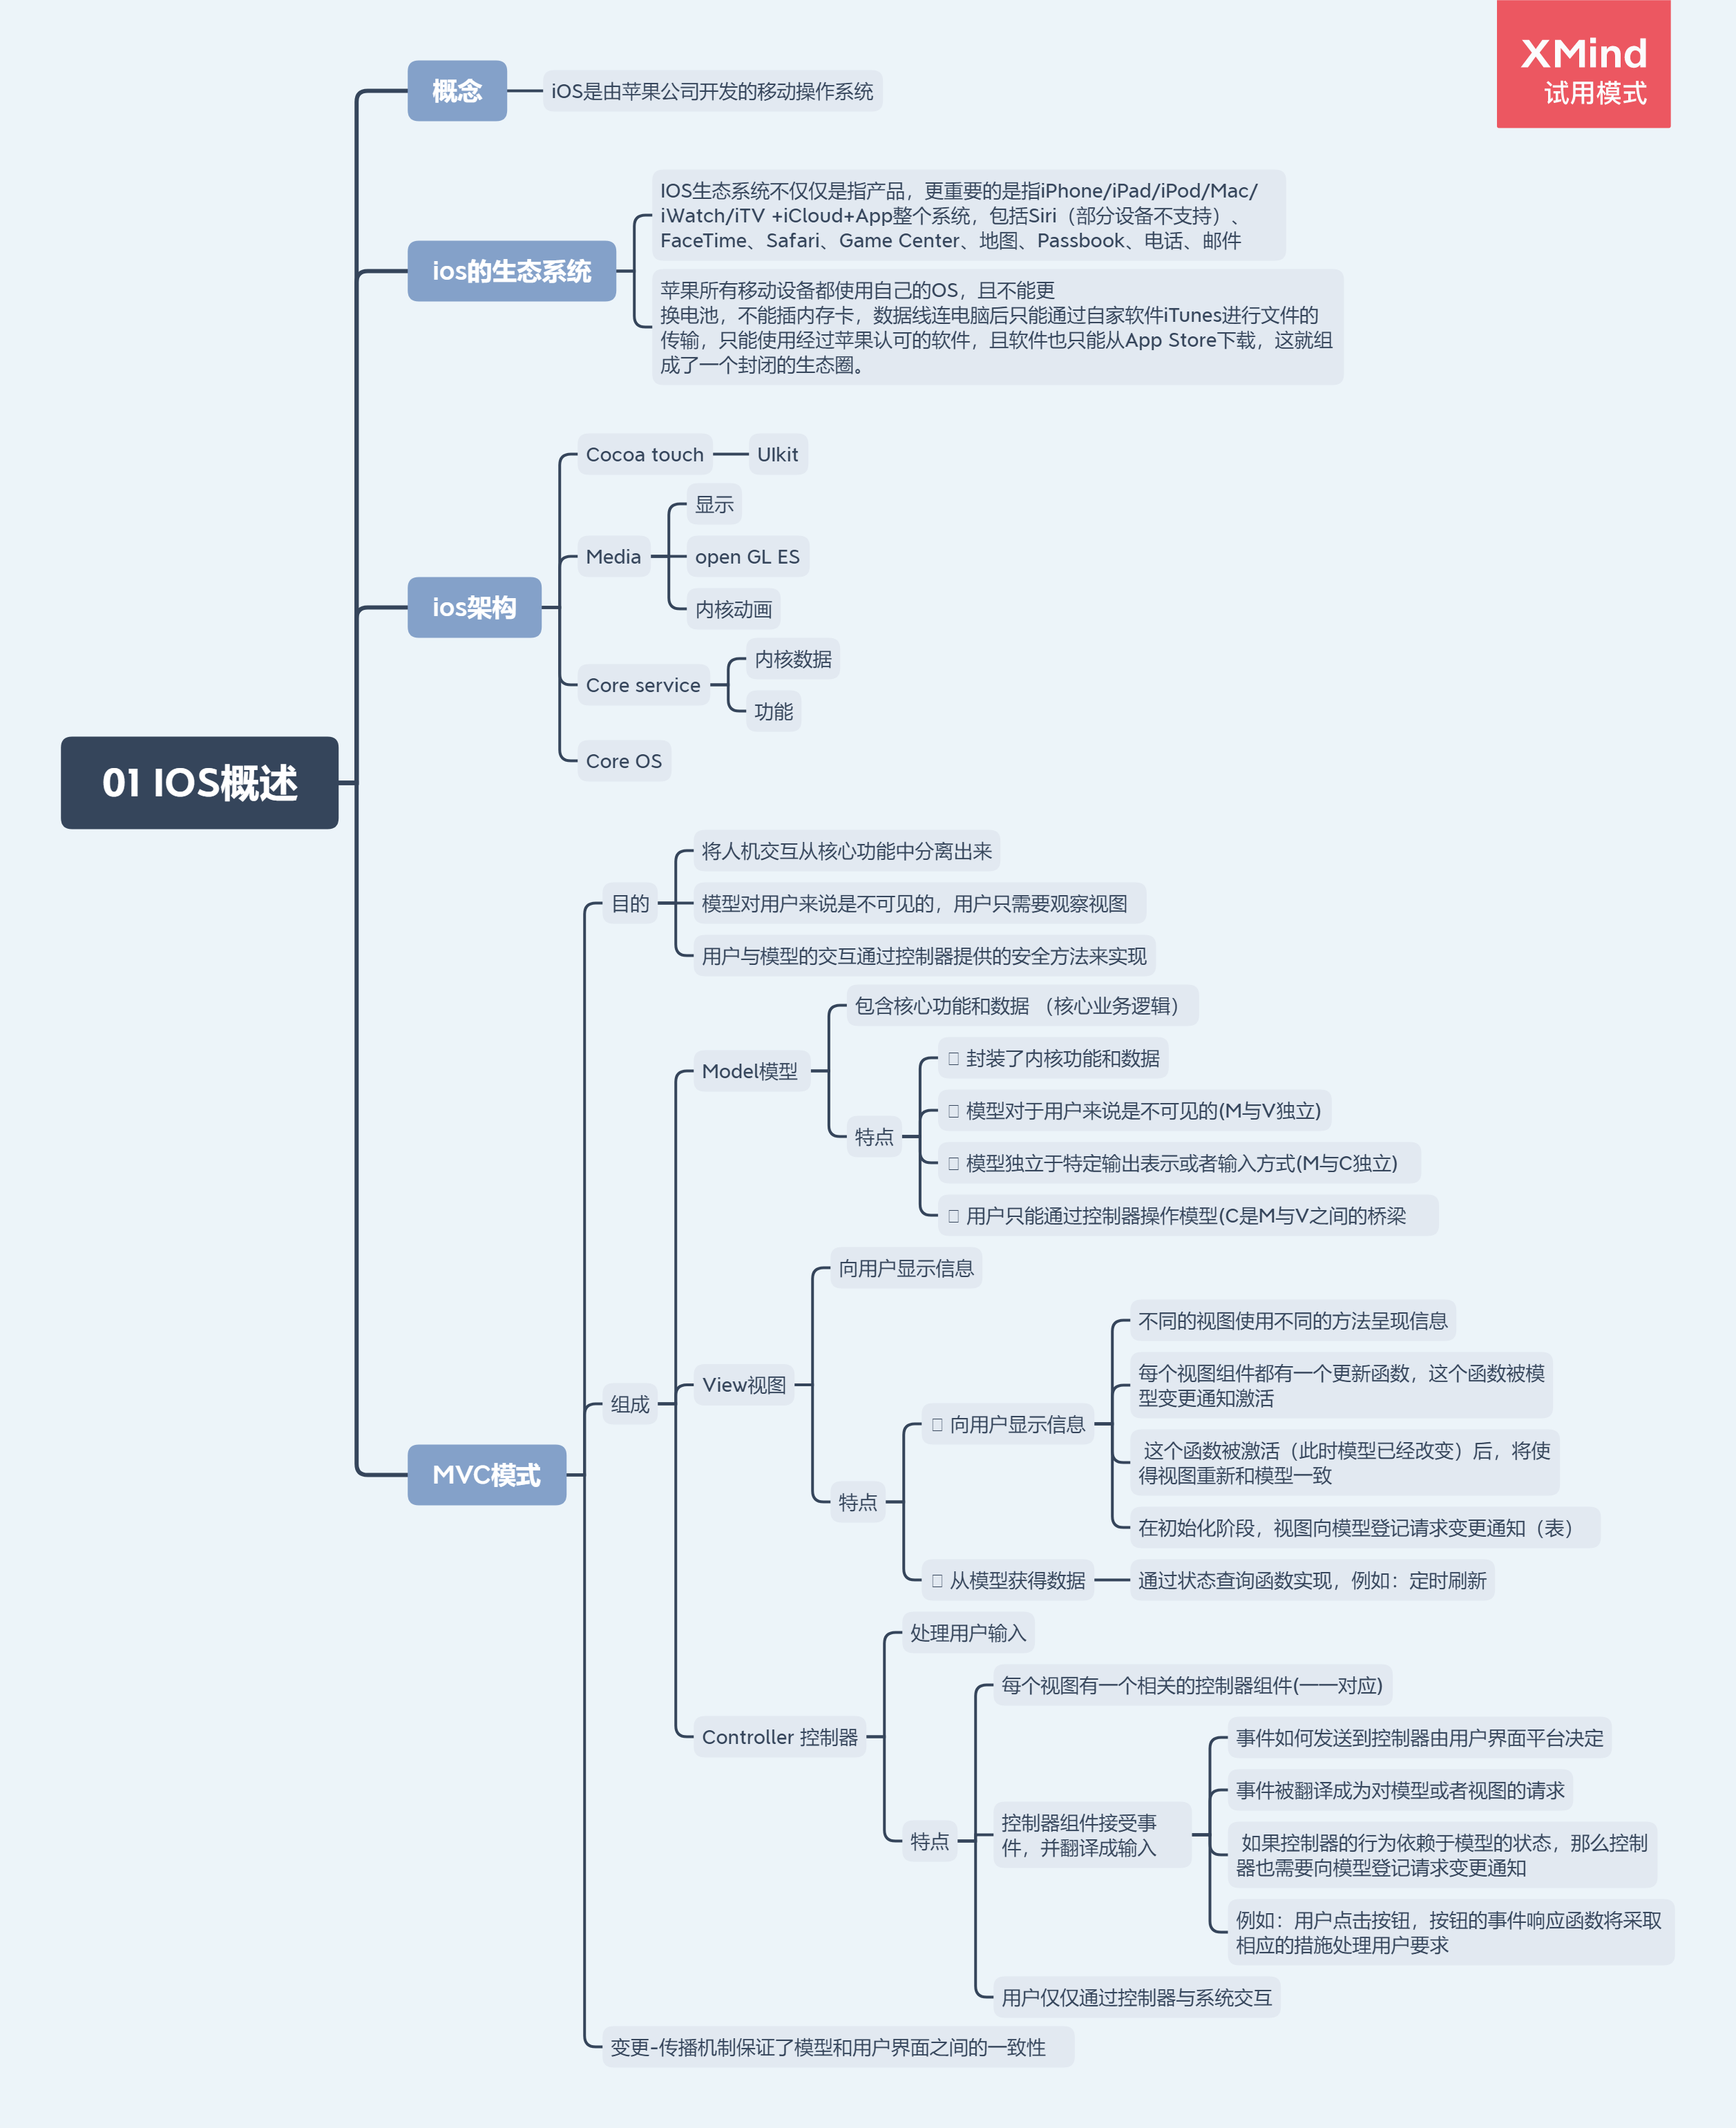 XMind
试用模式
概念
iOS是由苹果公司开发的移动操作系统
ios的生态系统
IOS生态系统不仅仅是指产品，更重要的是指iPhone/iPad/iPod/Mac/
iWatch/iTV +iCloud+App整个系统，包括Siri（部分设备不支持）、
FaceTime、Safari、Game Center、地图、Passbook、电话、邮件
苹果所有移动设备都使用自己的OS，且不能更
换电池，不能插内存卡，数据线连电脑后只能通过自家软件iTunes进行文件的
传输，只能使用经过苹果认可的软件，且软件也只能从App Store下载，这就组
成了一个封闭的生态圈。
ios架构
Cocoa touch
UIkit
Media
显示
open GL ES
内核动画
Core service
内核数据
功能
Core OS
01 IOS概述
MVC模式
目的
将人机交互从核心功能中分离出来
模型对用户来说是不可见的，用户只需要观察视图
用户与模型的交互通过控制器提供的安全方法来实现
组成
Model模型
包含核心功能和数据 （核心业务逻辑）
特点
封装了内核功能和数据
模型对于用户来说是不可见的(M与V独立)
模型独立于特定输出表示或者输入方式(M与C独立)
用户只能通过控制器操作模型(C是M与V之间的桥梁
View视图
向用户显示信息
特点
向用户显示信息
不同的视图使用不同的方法呈现信息
每个视图组件都有一个更新函数，这个函数被模
型变更通知激活
这个函数被激活（此时模型已经改变）后，将使
得视图重新和模型一致
在初始化阶段，视图向模型登记请求变更通知（表）
从模型获得数据
通过状态查询函数实现，例如：定时刷新
Controller 控制器
处理用户输入
特点
每个视图有一个相关的控制器组件(一一对应)
控制器组件接受事
件，并翻译成输入
事件如何发送到控制器由用户界面平台决定
事件被翻译成为对模型或者视图的请求
如果控制器的行为依赖于模型的状态，那么控制
器也需要向模型登记请求变更通知
例如：用户点击按钮，按钮的事件响应函数将采取
相应的措施处理用户要求
用户仅仅通过控制器与系统交互
变更-传播机制保证了模型和用户界面之间的一致性